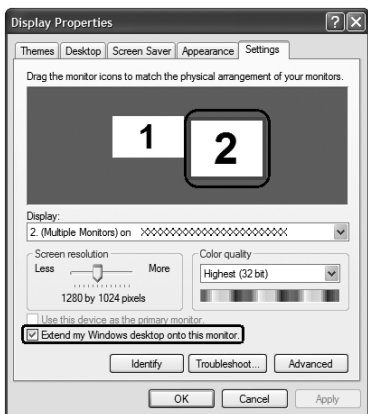 Display Properties
Themes Desktop Screen Saver Appearance Settings
Drag the monitor icons to match the physical arrangement of your monitors.
1 2
Display:
2. (Multiple Monitors) on XXXXXXXXXXXXXXXXXXXXXXX
Screen resolution
Less More
1280 by 1024 pixels
Color quality
Highest (32 bit)
Use this device as the primary monitor.
Extend my Windows desktop onto this monitor.
Identify Troubleshoot... Advanced
OK Cancel Apply